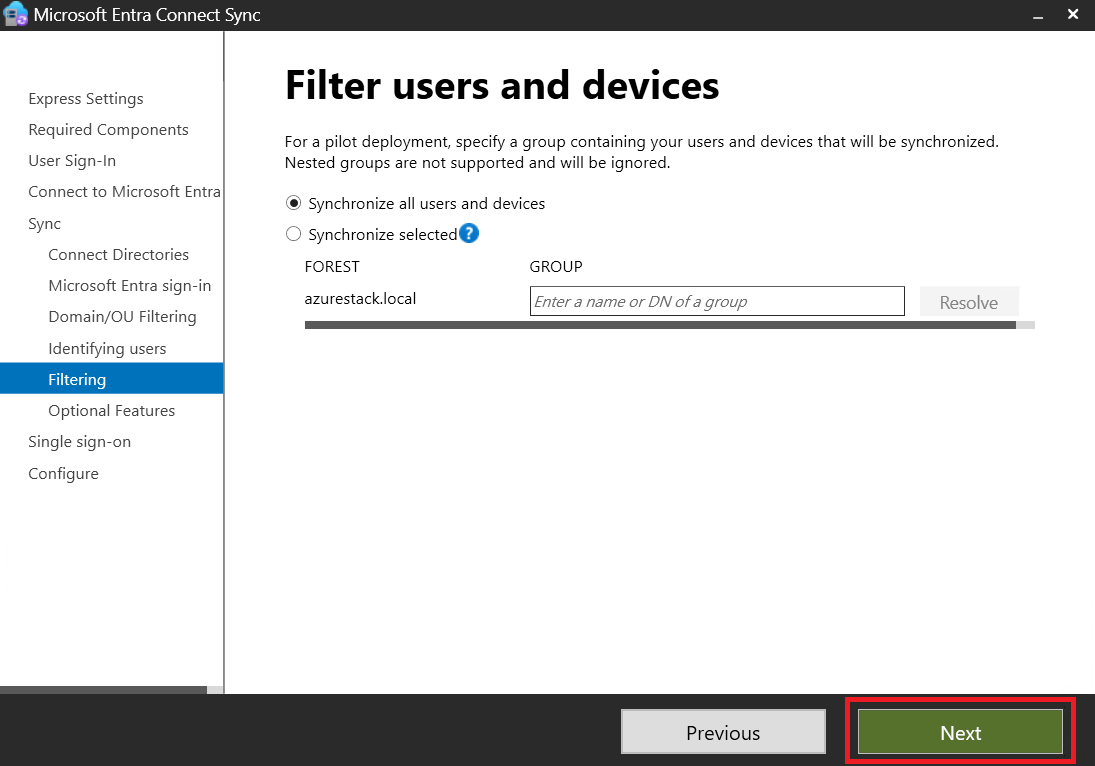 Microsoft Entra Connect Sync
Express Settings
Required Components
User Sign-In
Connect to Microsoft Entra
Sync
Connect Directories
Microsoft Entra sign-in
Domain/OU Filtering
Identifying users
Filtering
Optional Features
Single sign-on
Configure
Filter users and devices
For a pilot deployment, specify a group containing your users and devices that will be synchronized.
Nested groups are not supported and will be ignored.
Synchronize all users and devices
Synchronize selected ?
FOREST GROUP
azurestack.local Enter a name or DN of a group Resolve
Previous Next